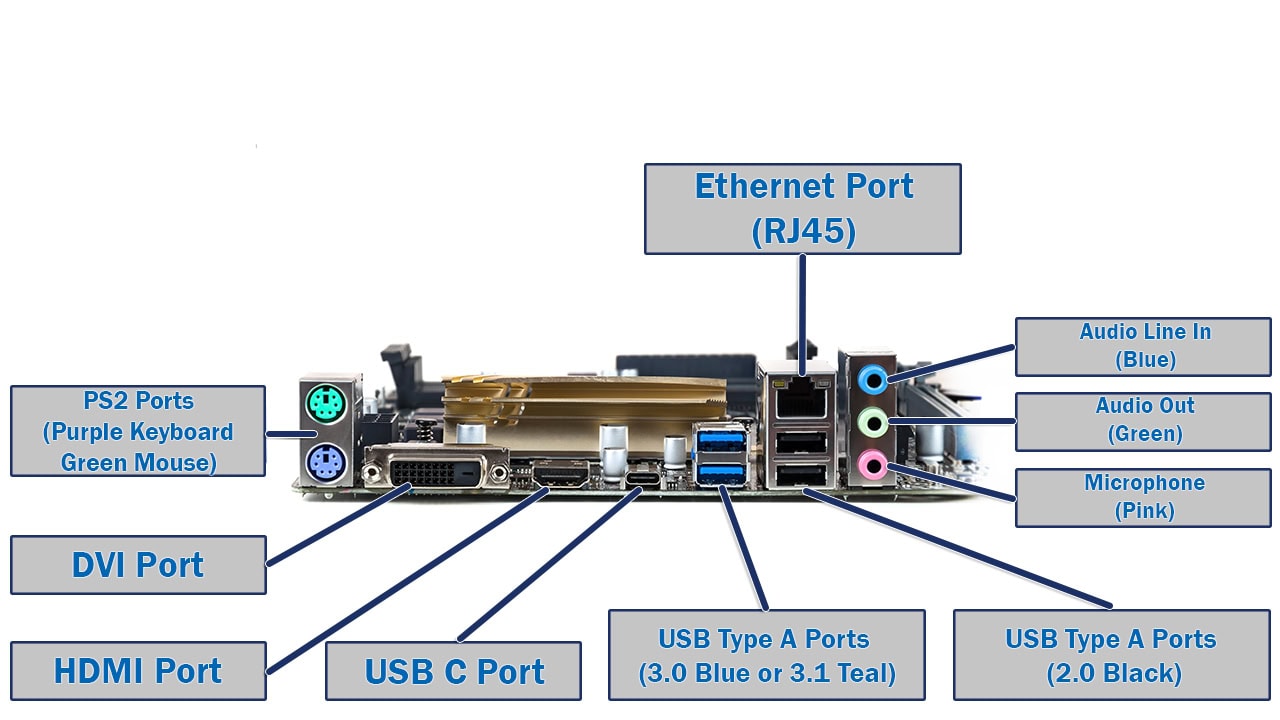 Ethernet Port
(RJ45)
Audio Line In
(Blue)
PS2 Ports
(Purple Keyboard
Green Mouse)
Audio Out
(Green)
Microphone
(Pink)
DVI Port
HDMI Port
USB C Port
USB Type A Ports
(3.0 Blue or 3.1 Teal)
USB Type A Ports
(2.0 Black)